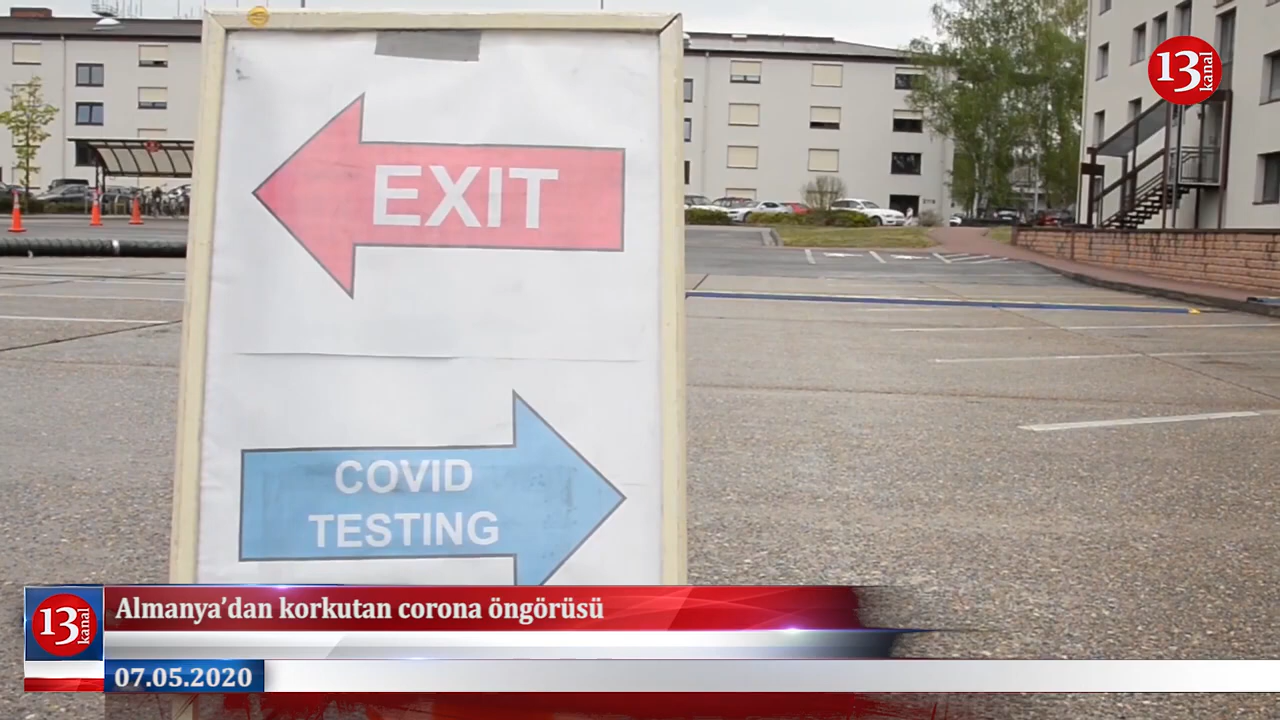 13
kanal
EXIT
COVID
TESTING
13
kanal
Almanya’dan korkutan corona öngörüsü
07.05.2020